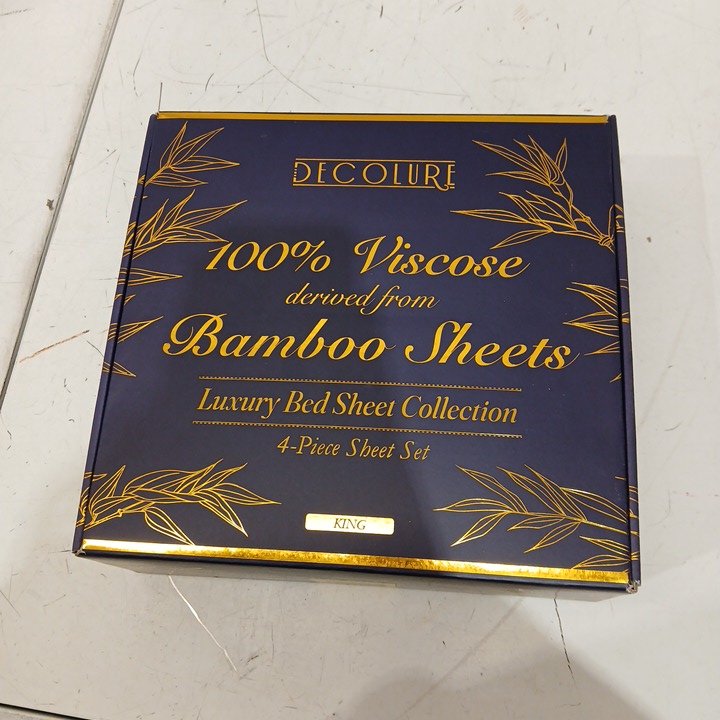 DECOLURE
100% Viscose
derived from
Bamboo Sheets
Luxury Bed Sheet Collection
4-Piece Sheet Set
KING